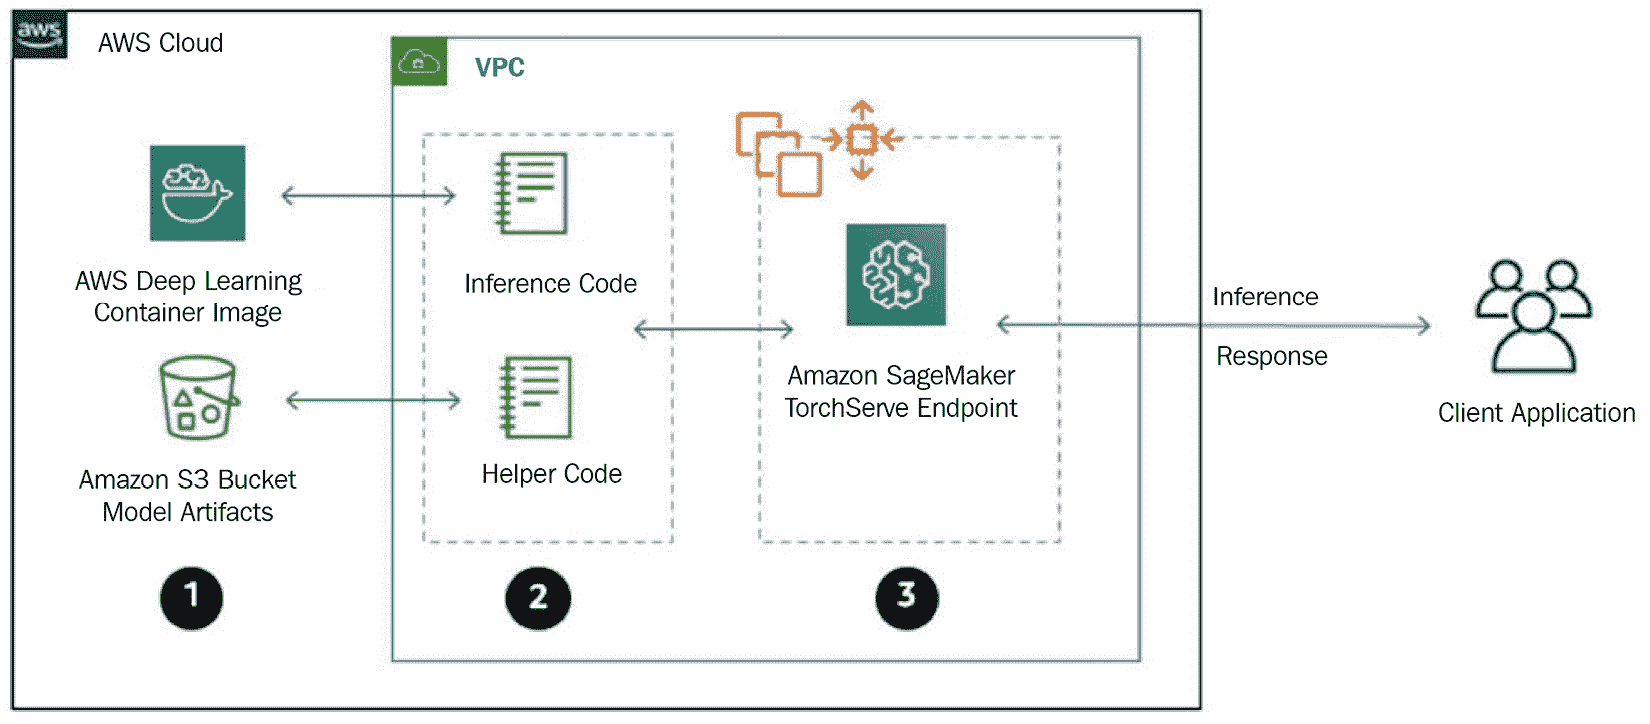 aws
AWS Cloud
VPC
AWS Deep Learning
Container Image
Inference Code
Amazon SageMaker
TorchServe Endpoint
Inference
Response
Client Application
Amazon S3 Bucket
Model Artifacts
Helper Code
1
2
3